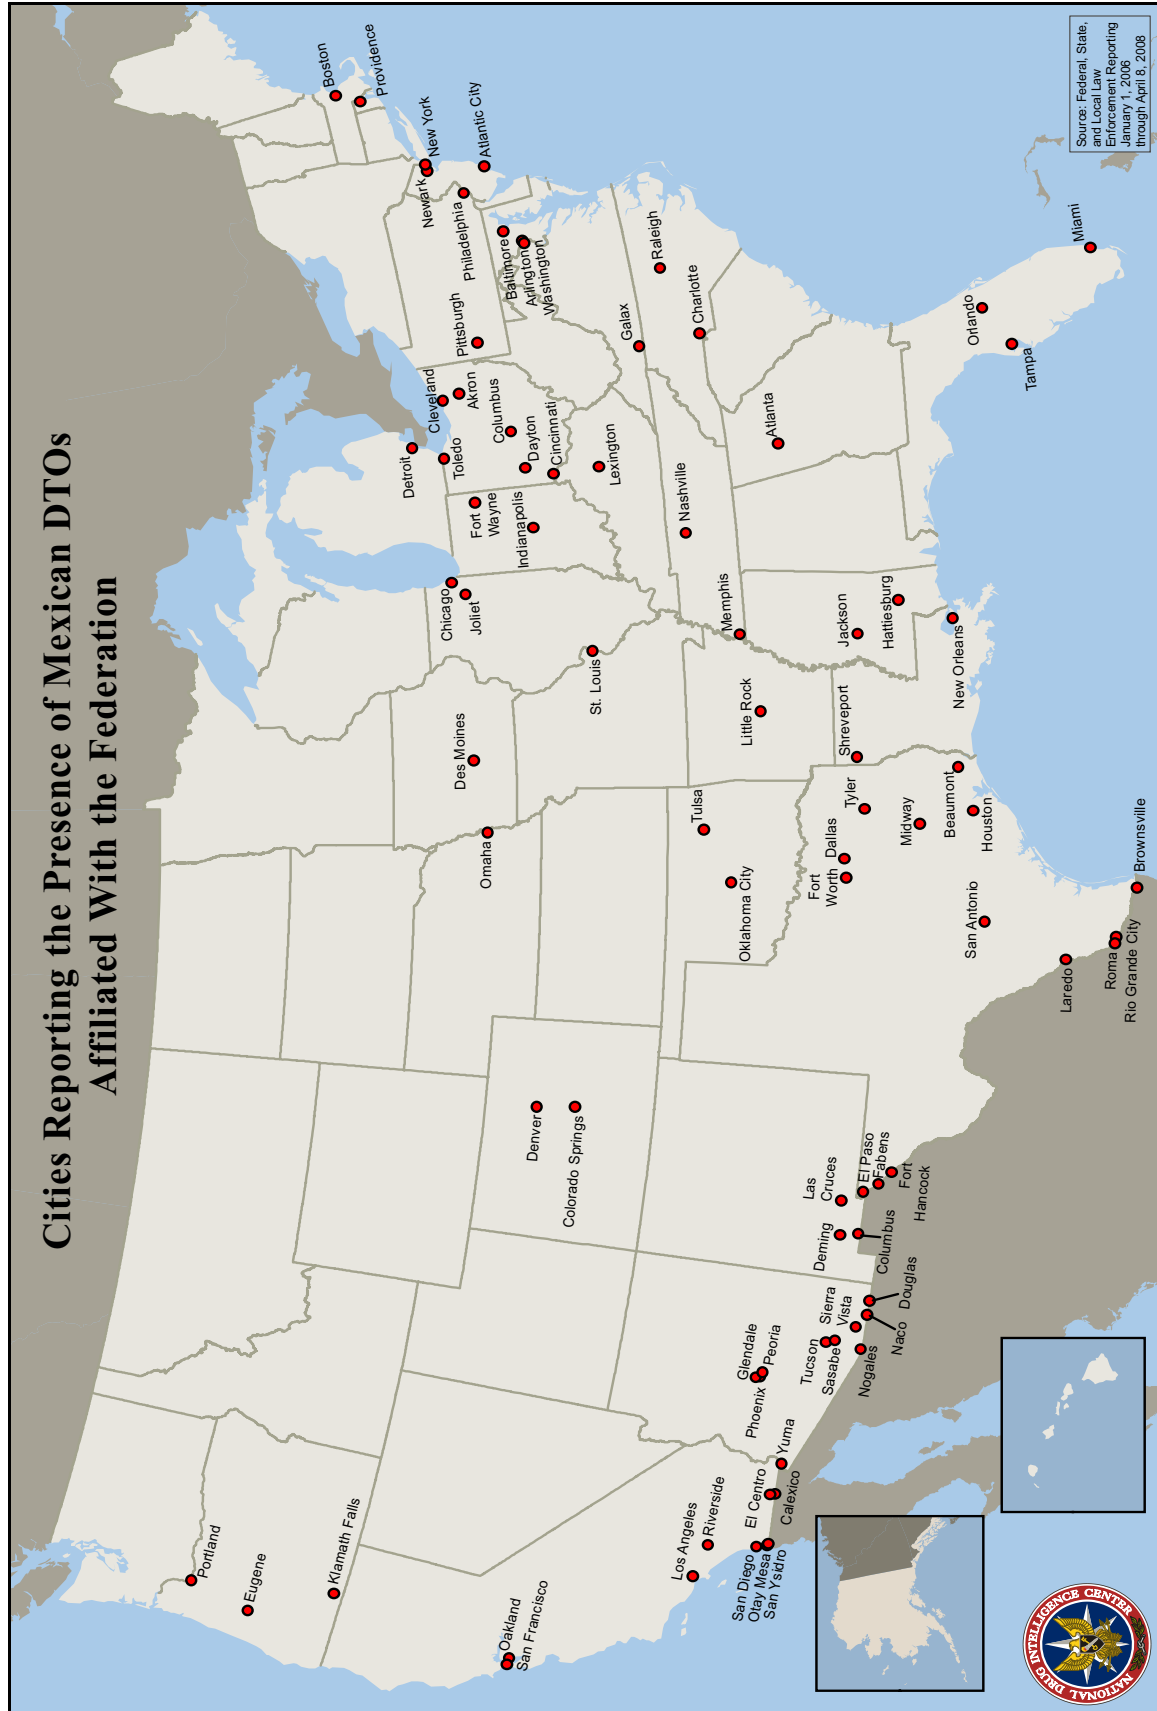 Cities Reporting the Presence of Mexican DTOs
Affiliated With the Federation
Portland
Eugene
Klamath Falls
Oakland
San Francisco
Los Angeles
Riverside
San Diego
Otay Mesa
San Ysidro
El Centro
Calexico
Yuma
Glendale
Peoria
Phoenix
Tucson
Sasabe
Nogales
Sierra
Vista
Naco
Douglas
Deming
Columbus
Las
Cruces
El Paso
Fabens
Fort
Hancock
Denver
Colorado Springs
Omaha
Des Moines
Tulsa
Oklahoma City
Fort
Worth
Dallas
Tyler
Midway
Beaumont
Houston
San Antonio
Laredo
Roma
Rio Grande City
Brownsville
Shreveport
Little Rock
St. Louis
Chicago
Joliet
Memphis
Jackson
Hattiesburg
New Orleans
Fort
Wayne
Indianapolis
Detroit
Toledo
Cleveland
Akron
Columbus
Dayton
Cincinnati
Lexington
Nashville
Atlanta
Pittsburgh
Galax
Charlotte
Raleigh
Philadelphia
Baltimore
Arlington
Washington
Newark
New York
Atlantic City
Boston
Providence
Orlando
Tampa
Miami
Source: Federal, State,
and Local Law
Enforcement Reporting
January 1, 2006
through April 8, 2008
NATIONAL DRUG INTELLIGENCE CENTER